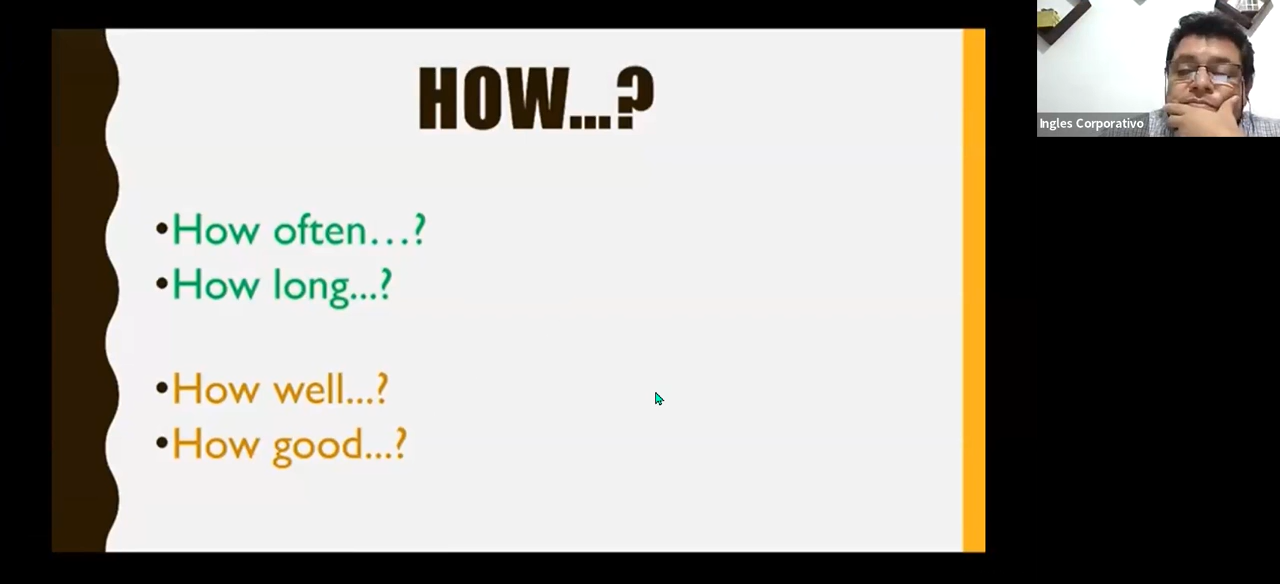 HOW...?
•How often...?
•How long...?
•How well...?
•How good...?
Ingles Corporativo